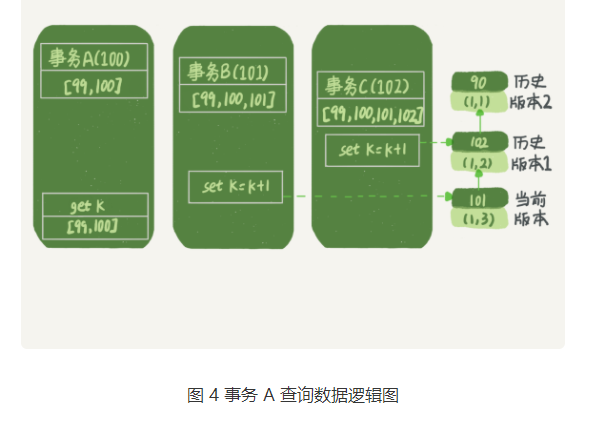 事务A(100)
[99,100]
get k
[99,100]
事务B(101)
[99,100,101]
set k=k+1
事务C(102)
[99,100,101,102]
set k=k+1
90
(1,1)
历史
版本2
102
(1,2)
历史
版本1
101
(1,3)
当前
版本
图 4 事务 A 查询数据逻辑图